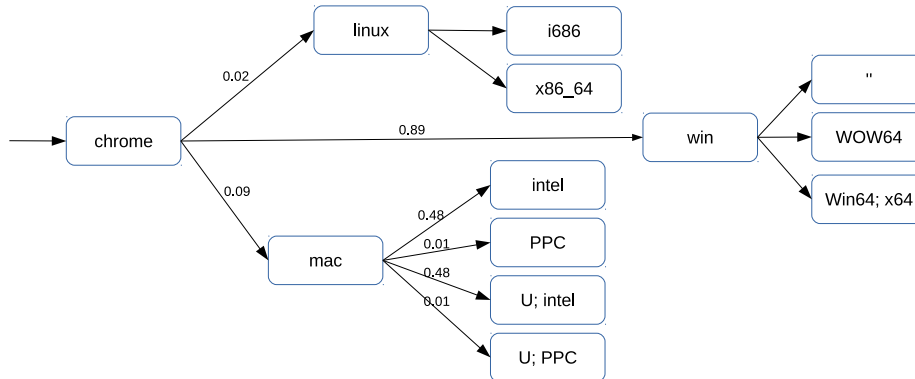 linux
i686
x86_64
0.02
chrome
0.89
win
''
WOW64
Win64; x64
0.09
mac
0.48
intel
0.01
PPC
0.48
U; intel
0.01
U; PPC